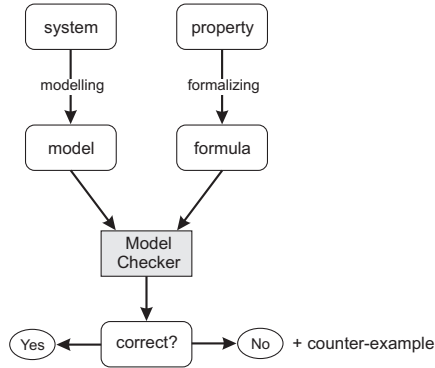 system
property
modelling
formalizing
model
formula
Model
Checker
Yes
correct?
No
+ counter-example